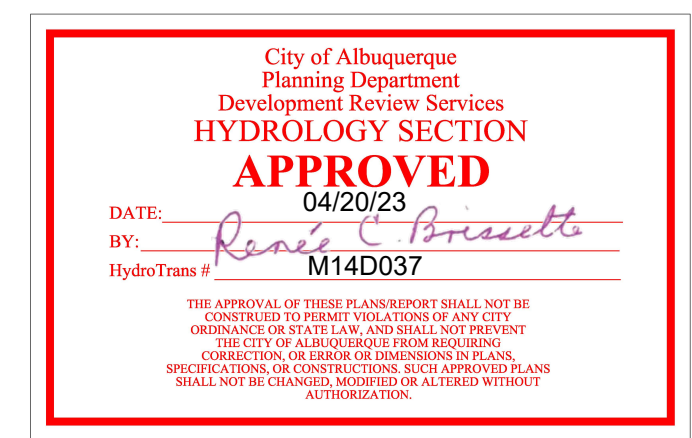 City of Albuquerque
Planning Department
Development Review Services
HYDROLOGY SECTION
APPROVED
DATE: 04/20/23
BY: Renée C. Brissette
HydroTrans # M14D037
THE APPROVAL OF THESE PLANS/REPORT SHALL NOT BE
CONSTRUED TO PERMIT VIOLATIONS OF ANY CITY
ORDINANCE OR STATE LAW, AND SHALL NOT PREVENT
THE CITY OF ALBUQUERQUE FROM REQUIRING
CORRECTION, OR ERROR OR DIMENSIONS IN PLANS,
SPECIFICATIONS, OR CONSTRUCTIONS. SUCH APPROVED PLANS
SHALL NOT BE CHANGED, MODIFIED OR ALTERED WITHOUT
AUTHORIZATION.